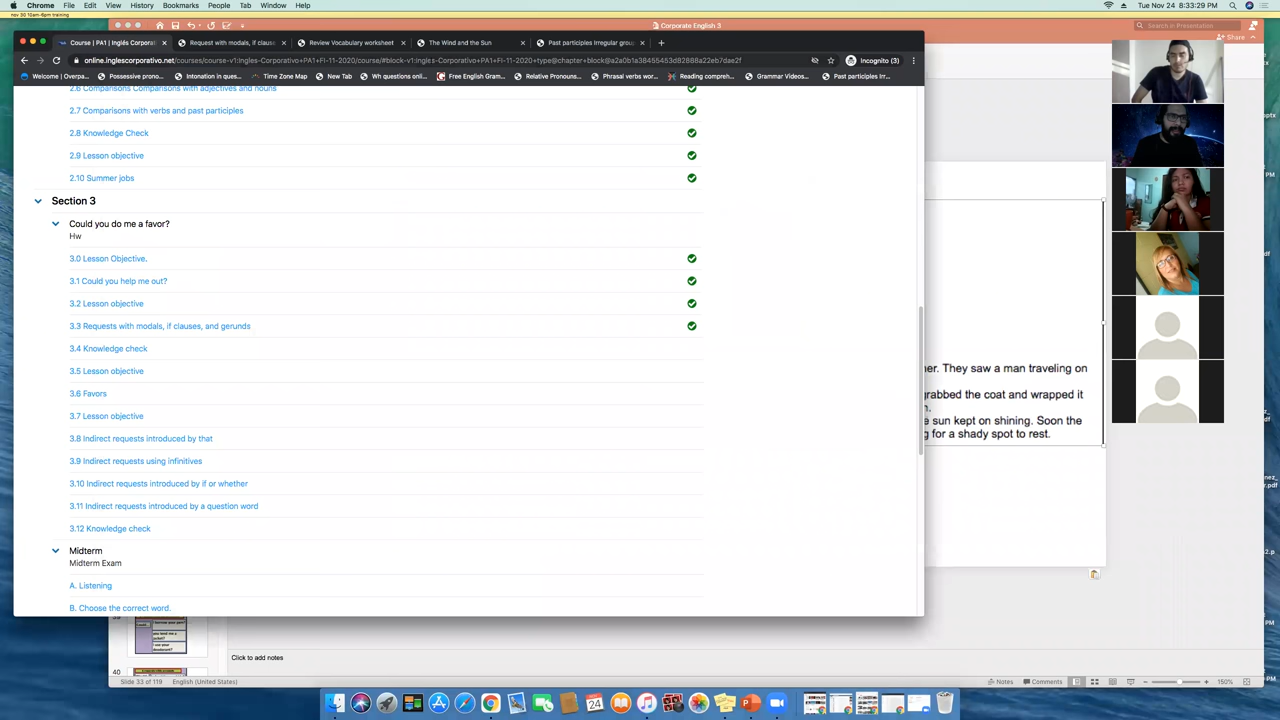 Chrome File Edit View History Bookmarks People Tab Window Help
Tue Nov 24 8:33:29 PM
nov 30 10am-6pm training
Corporate English 3
Search in Presentation
Share
Course | PA1 | Inglés Corporati
Request with modals, if clause
Review Vocabulary worksheet
The Wind and the Sun
Past participles Irregular grou
online.inglescorporativo.net/courses/course-v1:Ingles-Corporativo+PA1+FI-11-2020/course/#block-v1:Ingles-Corporativo+PA1+FI-11-2020+type@chapter+block@a2a0b1a38455453d82888a22eb7dae2f
Incognito (3)
Welcome | Overpa... Possessive pronou... Intonation in ques... Time Zone Map New Tab Wh questions onli... Free English Gram... Relative Pronouns... Phrasal verbs wor... Reading compreh... Grammar Videos... Past participles Irr...
2.6 Comparisons Comparisons with adjectives and nouns
2.7 Comparisons with verbs and past participles
2.8 Knowledge Check
2.9 Lesson objective
2.10 Summer jobs
Section 3
Could you do me a favor?
Hw
3.0 Lesson Objective.
3.1 Could you help me out?
3.2 Lesson objective
3.3 Requests with modals, if clauses, and gerunds
3.4 Knowledge check
3.5 Lesson objective
3.6 Favors
3.7 Lesson objective
3.8 Indirect requests introduced by that
3.9 Indirect requests using infinitives
3.10 Indirect requests introduced by if or whether
3.11 Indirect requests introduced by a question word
3.12 Knowledge check
Midterm
Midterm Exam
A. Listening
B. Choose the correct word.
er. They saw a man traveling on
grabbed the coat and wrapped it
n.
e sun kept on shining. Soon the
g for a shady spot to rest.
39
40
Click to add notes
Slide 33 of 119 English (United States)
Notes Comments 150%